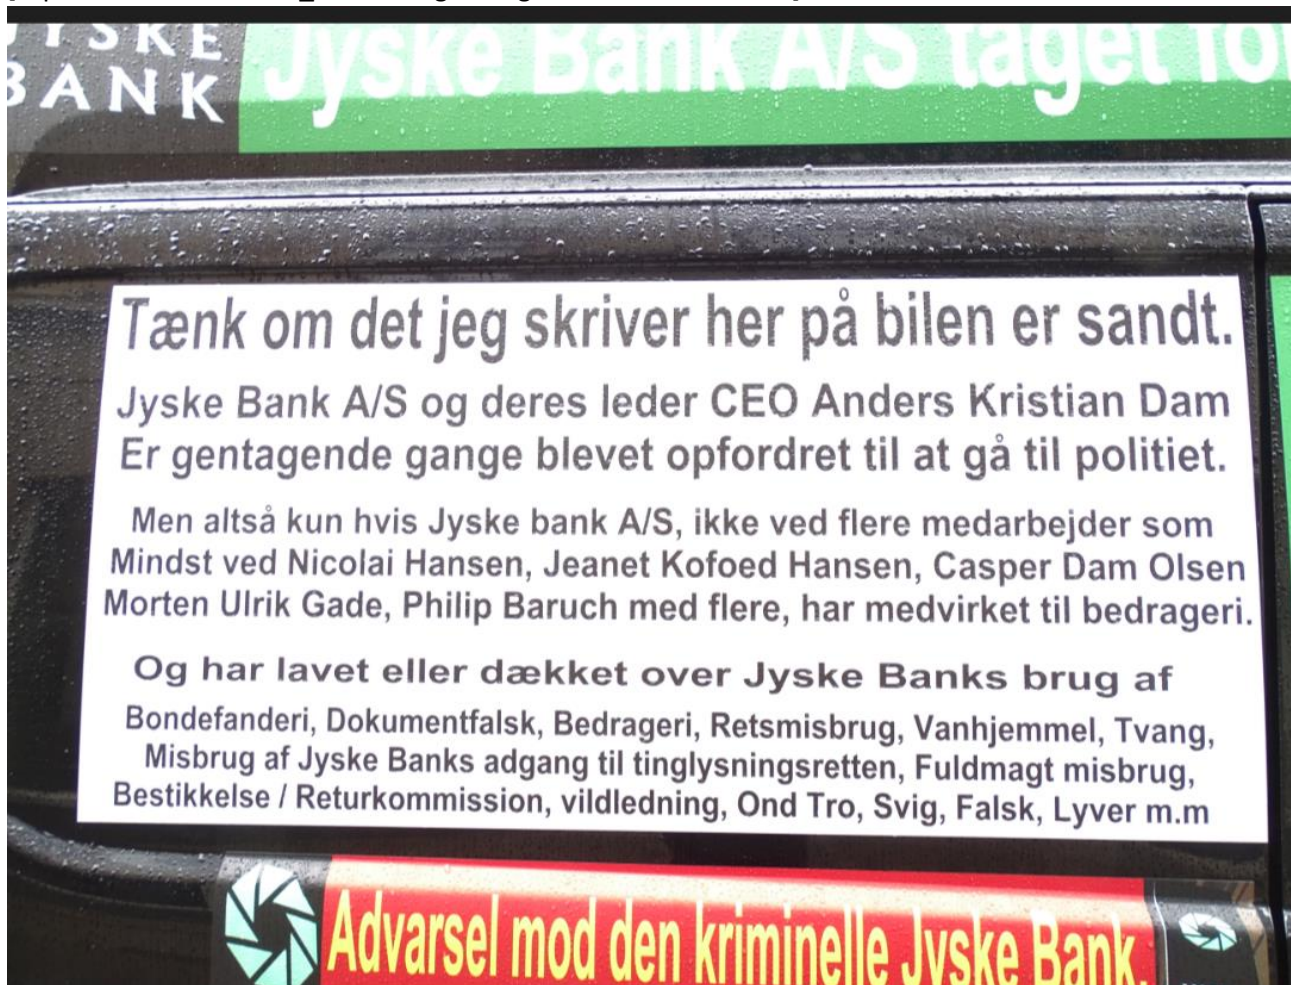 JYSKE
BANK
Jyske Bank A/S taget for
Tænk om det jeg skriver her på bilen er sandt.
Jyske Bank A/S og deres leder CEO Anders Kristian Dam
Er gentagende gange blevet opfordret til at gå til politiet.
Men altså kun hvis Jyske bank A/S, ikke ved flere medarbejder som
Mindst ved Nicolai Hansen, Jeanet Kofoed Hansen, Casper Dam Olsen
Morten Ulrik Gade, Philip Baruch med flere, har medvirket til bedrageri.
Og har lavet eller dækket over Jyske Banks brug af
Bondefanderi, Dokumentfalsk, Bedrageri, Retsmisbrug, Vanhjemmel, Tvang,
Misbrug af Jyske Banks adgang til tinglysningsretten, Fuldmagt misbrug,
Bestikkelse / Returkommission, vildledning, Ond Tro, Svig, Falsk, Lyver m.m
Advarsel mod den kriminelle Jyske Bank.